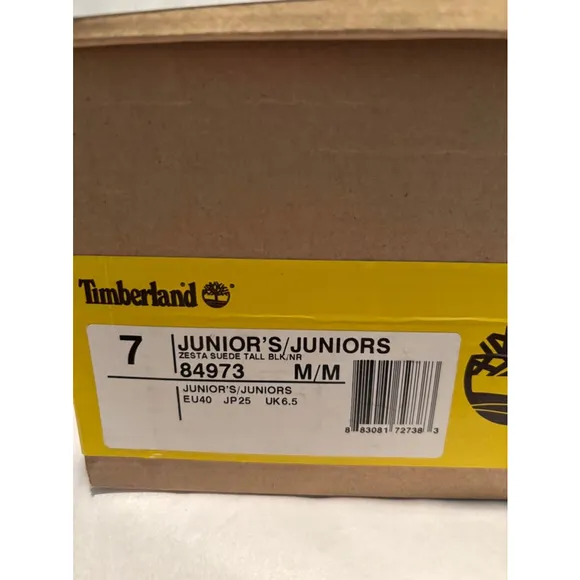 Timberland
7
JUNIOR'S/JUNIORS
ZESTA SUEDE TALL BLK/NR
84973 M/M
JUNIOR'S/JUNIORS
EU40 JP25 UK6.5
8 83081 72738 3